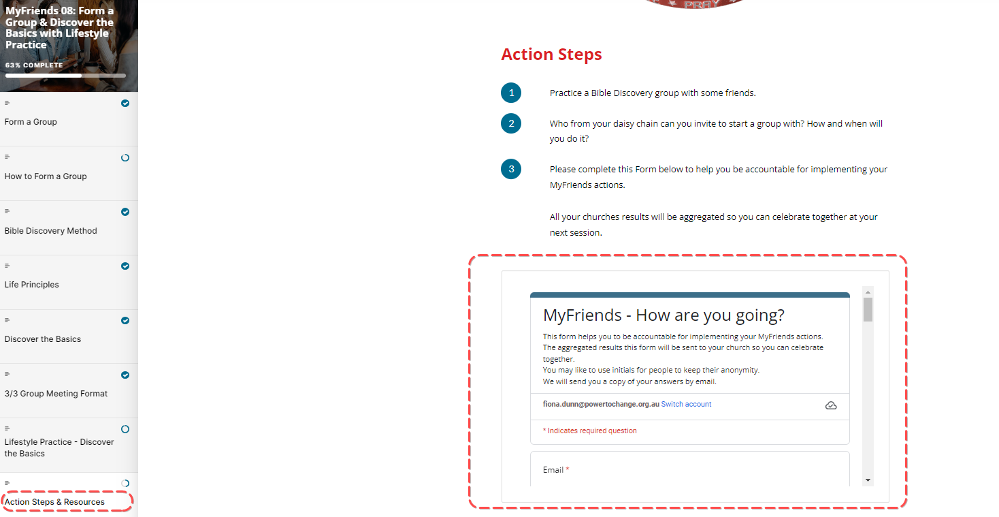 MyFriends 08: Form a
Group & Discover the
Basics with Lifestyle
Practice
63% COMPLETE
Form a Group
How to Form a Group
Bible Discovery Method
Life Principles
Discover the Basics
3/3 Group Meeting Format
Lifestyle Practice - Discover
the Basics
Action Steps & Resources
PRAY
Action Steps
1 Practice a Bible Discovery group with some friends.
2 Who from your daisy chain can you invite to start a group with? How and when will
you do it?
3 Please complete this Form below to help you be accountable for implementing your
MyFriends actions.
All your churches results will be aggregated so you can celebrate together at your
next session.
MyFriends - How are you going?
This form helps you to be accountable for implementing your MyFriends actions.
The aggregated results this form will be sent to your church so you can celebrate
together.
You may like to use initials for people to keep their anonymity.
We will send you a copy of your answers by email.
fiona.dunn@powertochange.org.au Switch account
* Indicates required question
Email *